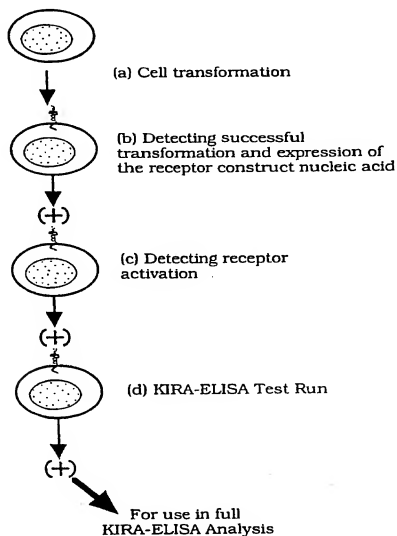 (a) Cell transformation
(b) Detecting successful
transformation and expression of
the receptor construct nucleic acid
(+)
(c) Detecting receptor
activation
(+)
(d) KIRA-ELISA Test Run
(+)
For use in full
KIRA-ELISA Analysis